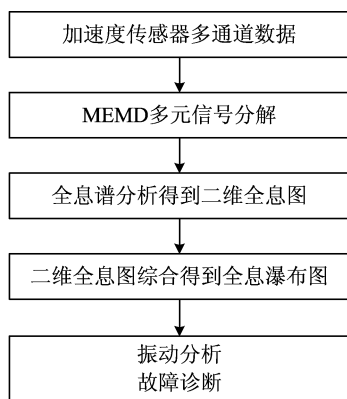 加速度传感器多通道数据
MEMD多元信号分解
全息谱分析得到二维全息图
二维全息图综合得到全息瀑布图
振动分析
故障诊断